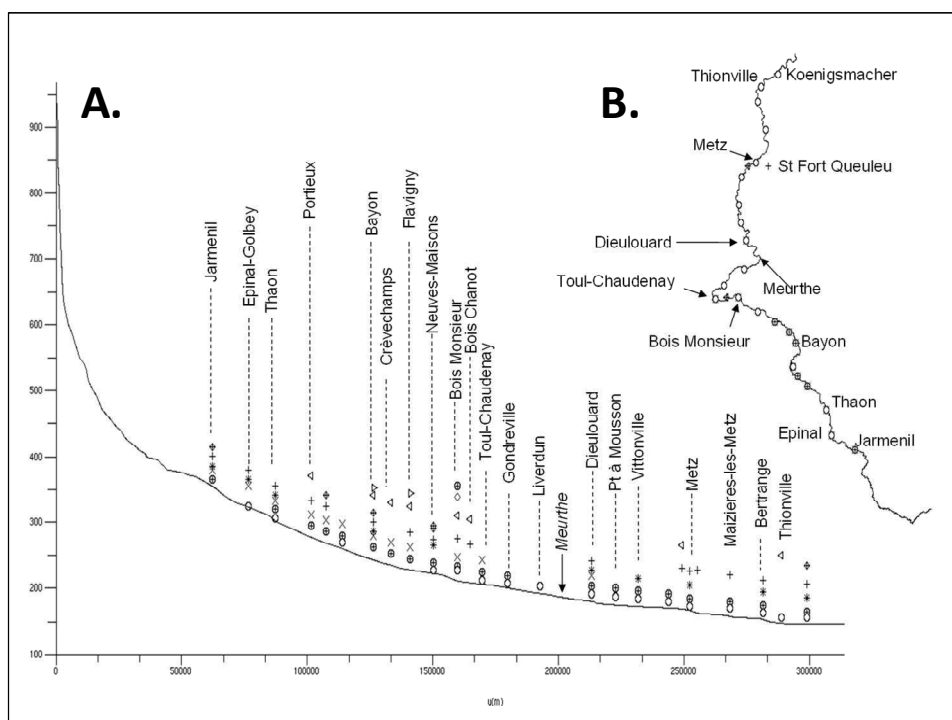 A.
B.
900
800
700
600
500
400
300
200
100
0
50000
100000
150000
200000
250000
300000
u(m)
Jarmenil
Epinal-Golbey
Thaon
Portieux
Bayon
Crèvechamps
Flavigny
Neuves-Maisons
Bois Monsieur
Bois Chanot
Toul-Chaudenay
Gondreville
Liverdun
Meurthe
Dieulouard
Pt à Mousson
Vittonville
Metz
Maizieres-les-Metz
Bertrange
Thionville
Thionville
Koenigsmacher
Metz
St Fort Queuleu
Dieulouard
Meurthe
Toul-Chaudenay
Bois Monsieur
Bayon
Thaon
Epinal
Jarmenil